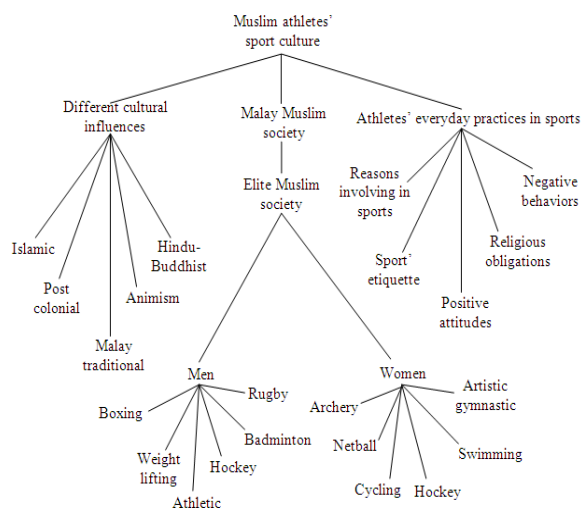 Muslim athletes'
sport culture
Different cultural
influences
Malay Muslim
society
Athletes' everyday practices in sports
Elite Muslim
society
Reasons
involving in
sports
Negative
behaviors
Islamic
Hindu-
Buddhist
Religious
obligations
Post
colonial
Animism
Sport'
etiquette
Positive
attitudes
Malay
traditional
Men
Women
Boxing
Rugby
Badminton
Weight
lifting
Hockey
Athletic
Archery
Artistic
gymnastic
Netball
Swimming
Cycling
Hockey